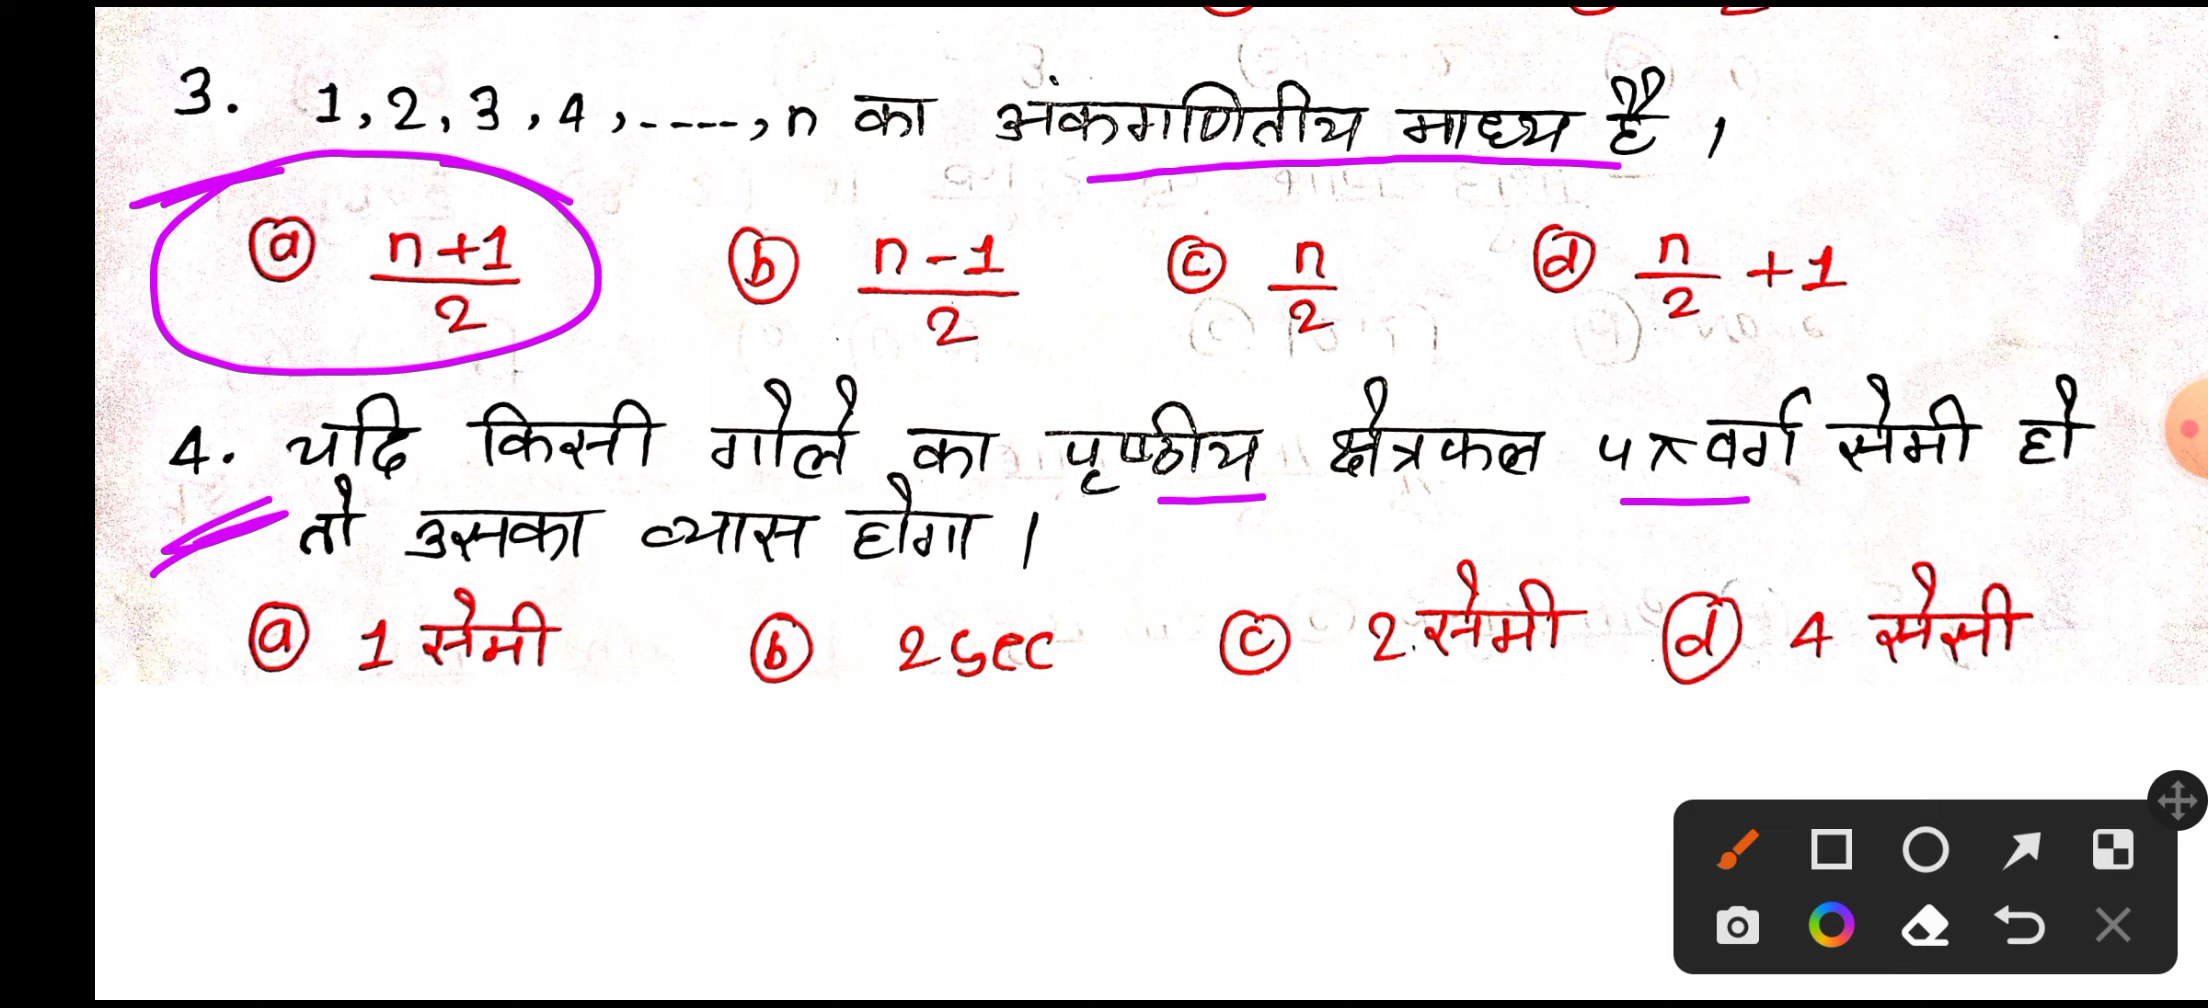 3. 1, 2, 3, 4, ----, n का अंकगणितीय माध्य है ।
ⓐ n+1/2 ⓑ n-1/2 ⓒ n/2 ⓓ n/2 +1
4. यदि किसी गोले का पृष्ठीय क्षेत्रफल 4π वर्ग सेमी हो
तो उसका व्यास होगा ।
ⓐ 1 सेमी ⓑ 2 sec ⓒ 2 सेमी ⓓ 4 सेमी